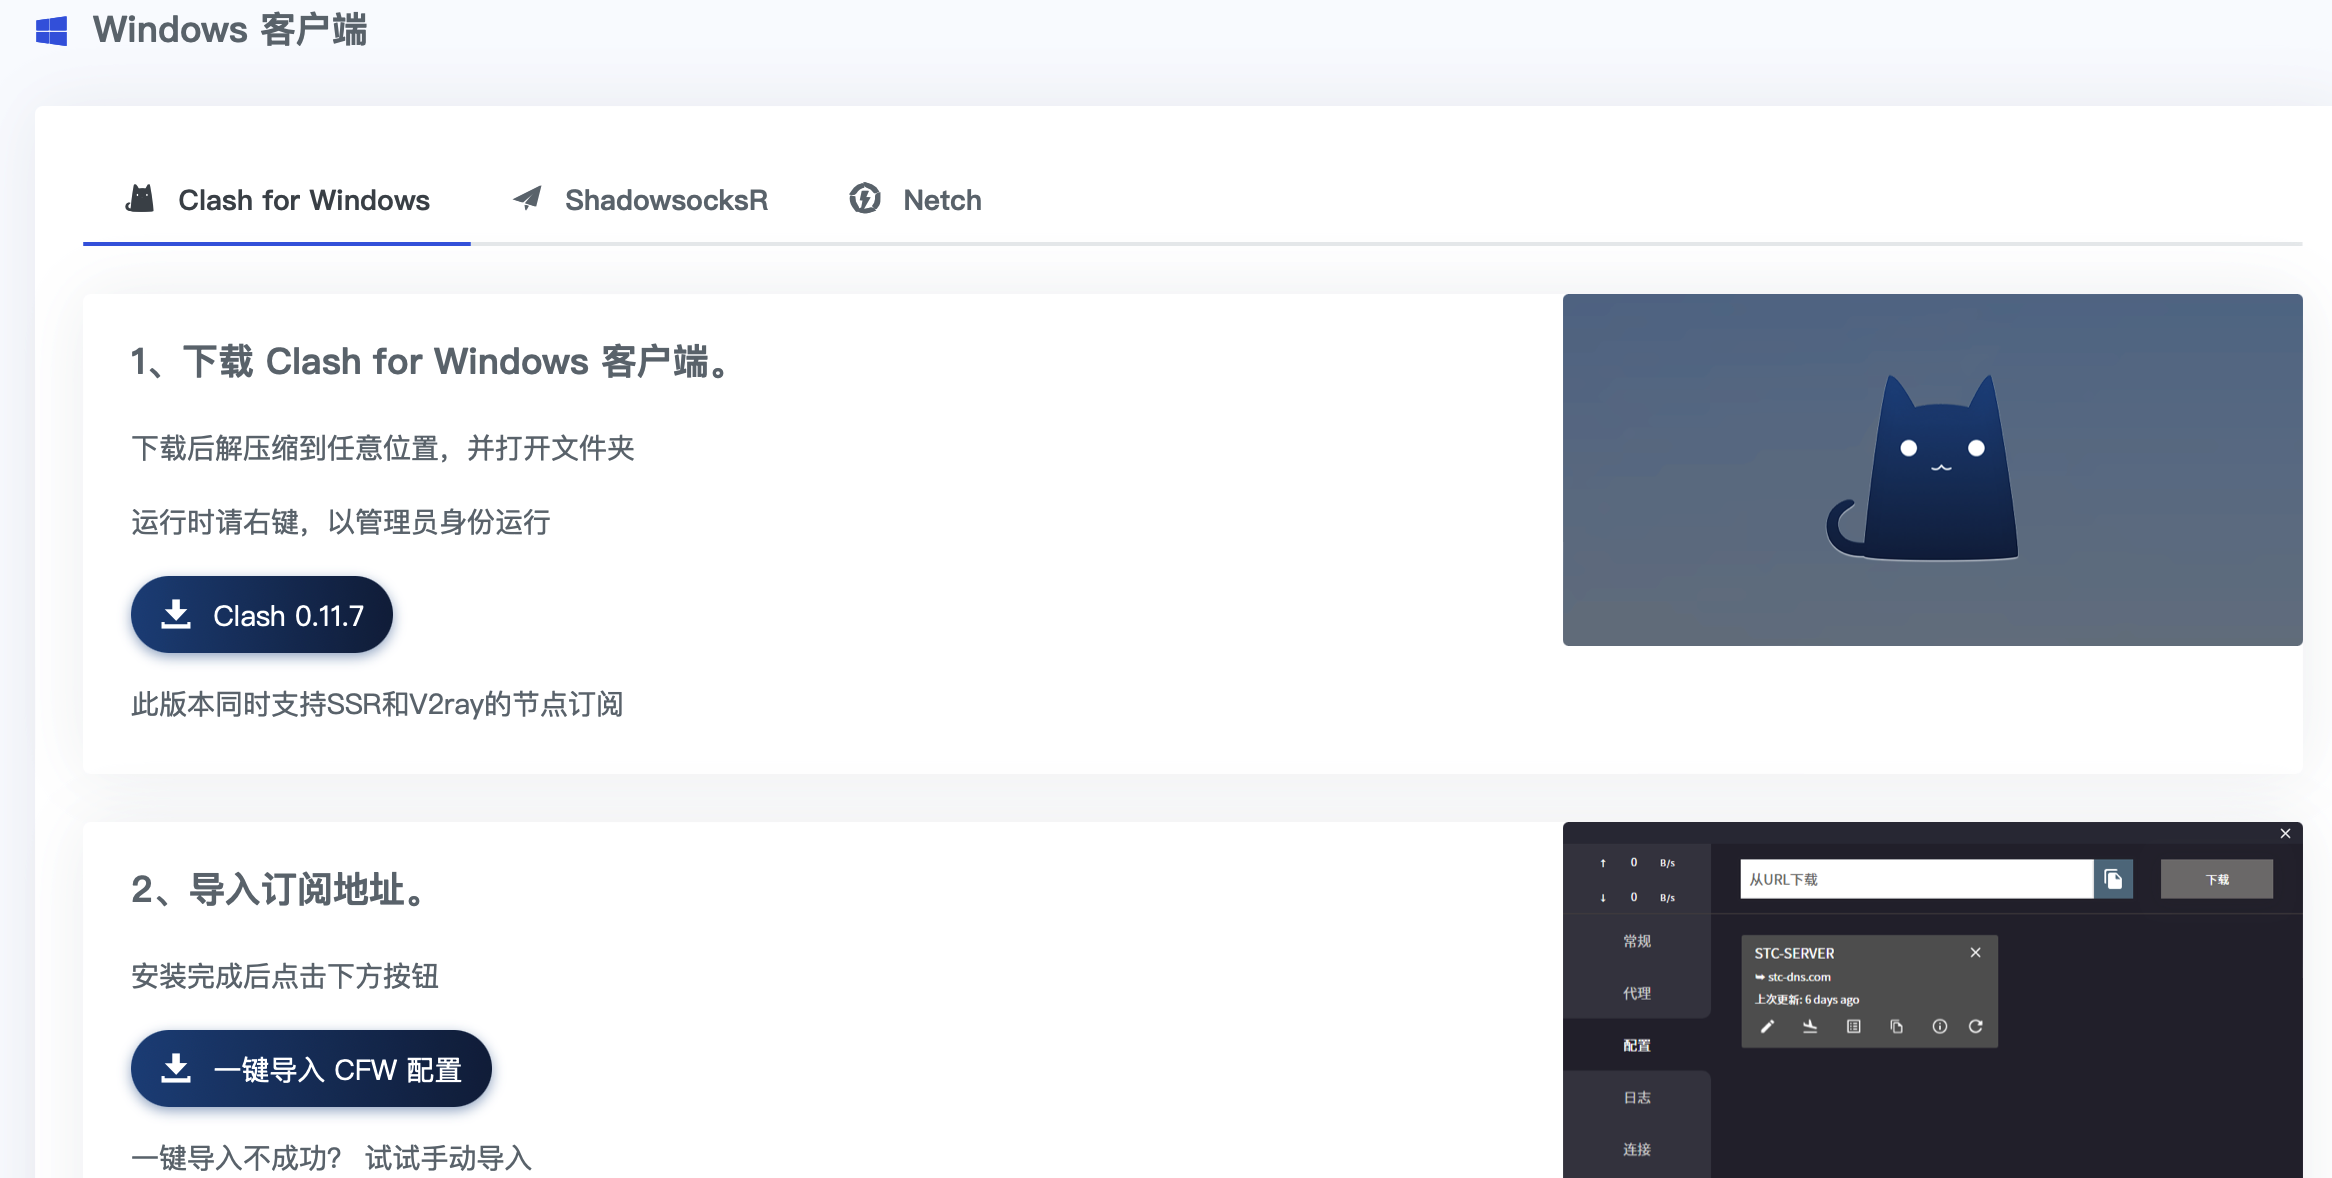 Windows 客户端
Clash for Windows
ShadowsocksR
Netch
1、下载 Clash for Windows 客户端。
下载后解压缩到任意位置，并打开文件夹
运行时请右键，以管理员身份运行
Clash 0.11.7
此版本同时支持SSR和V2ray的节点订阅
2、导入订阅地址。
安装完成后点击下方按钮
一键导入 CFW 配置
一键导入不成功？ 试试手动导入
↑ 0 B/s
↓ 0 B/s
常规
代理
配置
日志
连接
从URL下载
下载
STC-SERVER
stc-dns.com
上次更新: 6 days ago